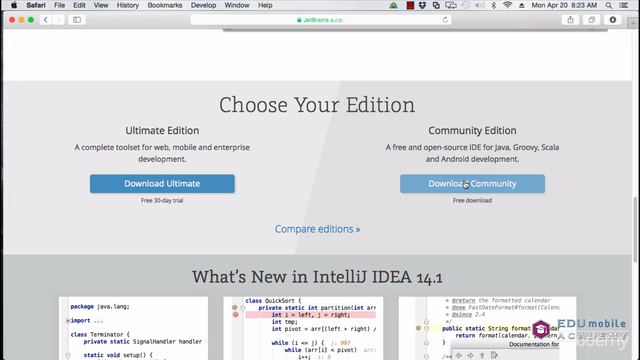 Safari File Edit View History Bookmarks Develop Window Help
Mon Apr 20 8:23 AM
JetBrains s.r.o.
Choose Your Edition
Ultimate Edition
A complete toolset for web, mobile and enterprise
development.
Download Ultimate
Free 30-day trial
Community Edition
A free and open-source IDE for Java, Groovy, Scala
and Android development.
Download Community
Free download
Compare editions »
What's New in IntelliJ IDEA 14.1
package java.lang;
import ...
class Terminator {
private static SignalHandler handler
static void setup() {
class QuickSort {
private static int partition(int ar
int i = left, j = right;
int tmp;
int pivot = arr[(left + right) /
while (i <= j) {
@return the formatted calendar
@see FastDateFormat#format(Calendar,
@since 2.4
public static String format(Calendar
return format(calendar,
Documentation for
EDU mobile
ACADEMY
udemy